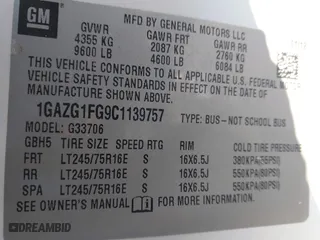 GM
MFD BY GENERAL MOTORS LLC
GVWR GAWR FRT GAWR RR
4355 KG 2087 KG 2760 KG
9600 LB 4600 LB 6084 LB
THIS VEHICLE CONFORMS TO ALL APPLICABLE U.S. FEDERAL
VEHICLE SAFETY STANDARDS IN EFFECT ON THE DATE OF
MANUFACTURE SHOWN ABOVE.
1GAZG1FG9C1139757 TYPE: BUS-NOT SCHOOL BUS
MODEL: G33706
GBH5 TIRE SIZE SPEED RTG RIM COLD TIRE PRESSURE
FRT LT245/75R16E S 16X6.5J 380KPA(55PSI)
RR LT245/75R16E S 16X6.5J 550KPA(80PSI)
SPA LT245/75R16E S 16X6.5J 550KPA(80PSI)
SEE OWNER'S MANUAL FOR MORE INFORMATION.
DREAMBID